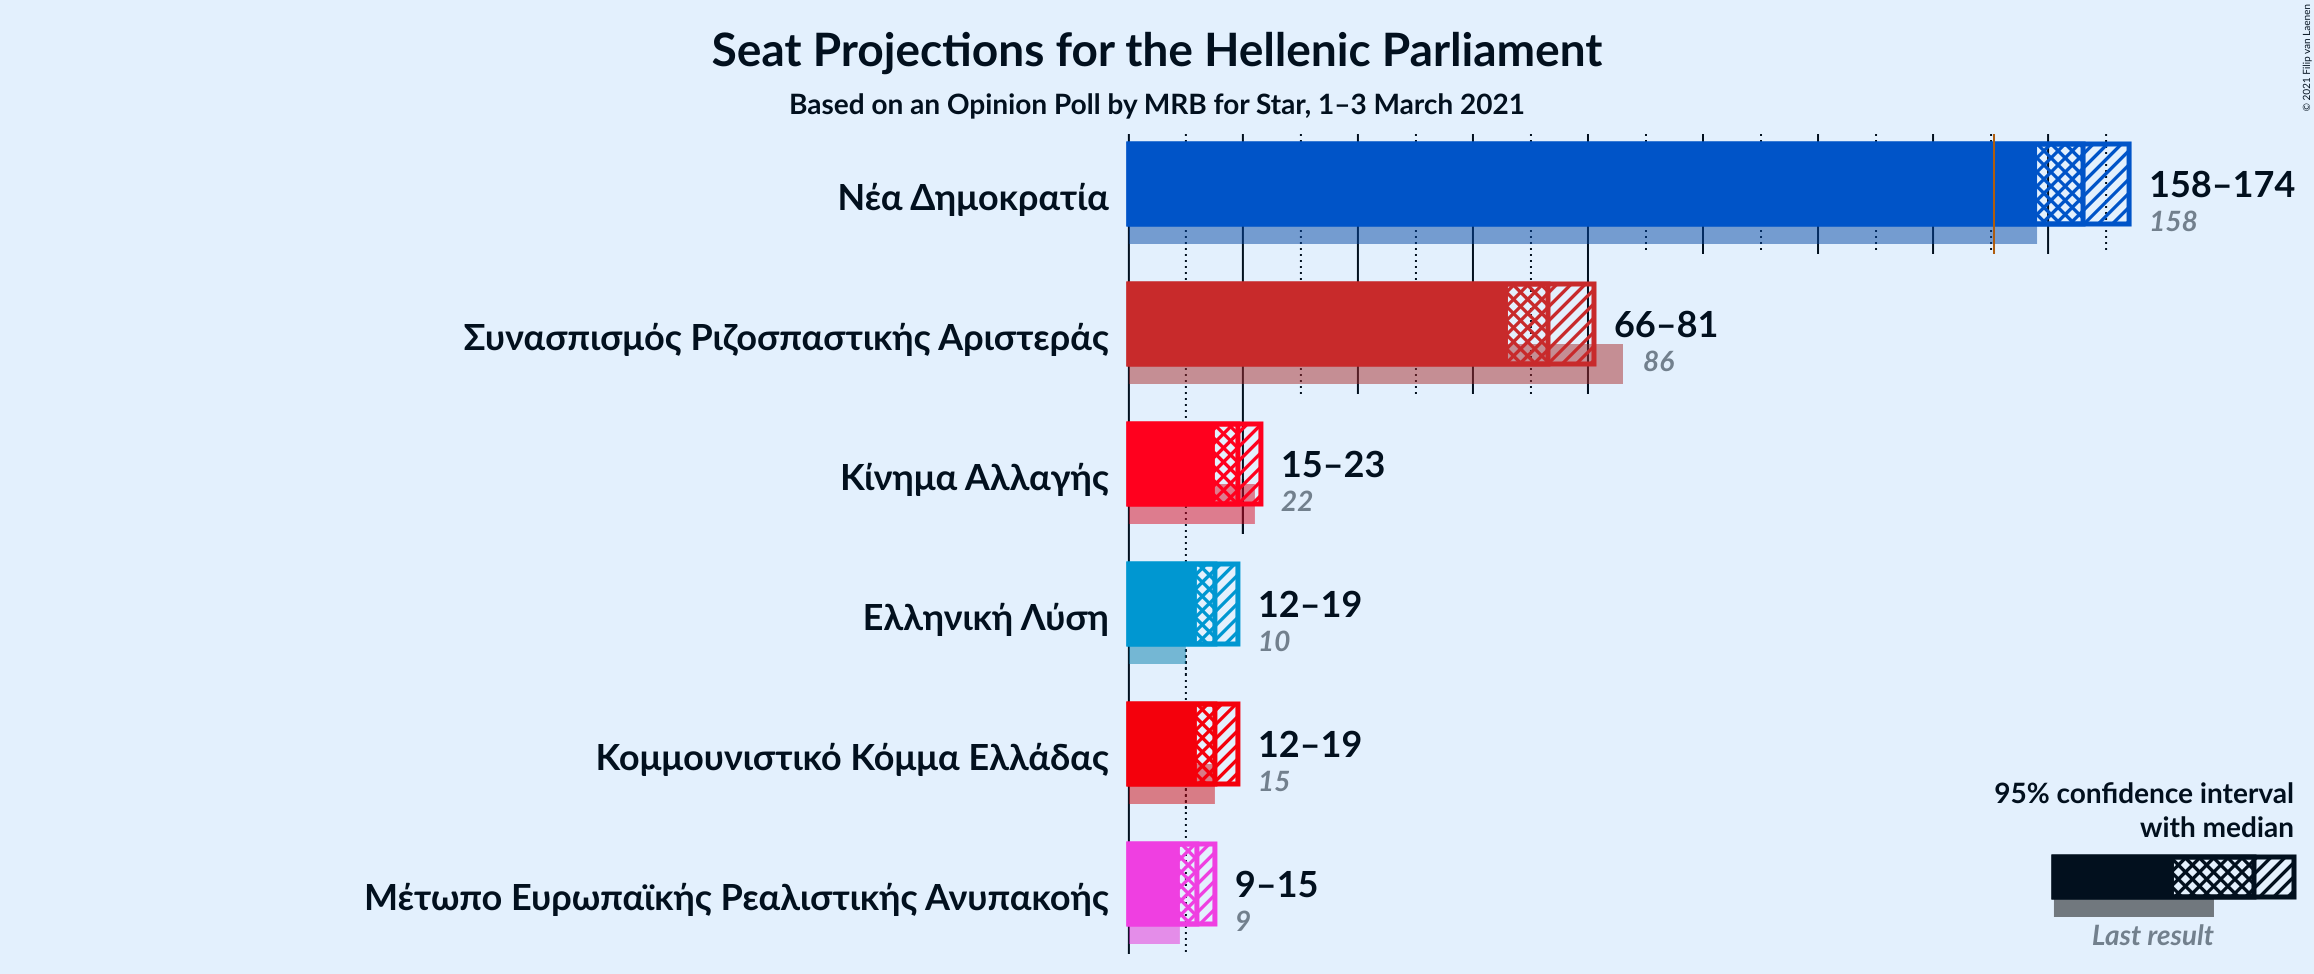 Seat Projections for the Hellenic Parliament
Based on an Opinion Poll by MRB for Star, 1–3 March 2021
© 2021 Filip van Laenen
Νέα Δημοκρατία
158–174
158
Συνασπισμός Ριζοσπαστικής Αριστεράς
66–81
86
Κίνημα Αλλαγής
15–23
22
Ελληνική Λύση
12–19
10
Κομμουνιστικό Κόμμα Ελλάδας
12–19
15
Μέτωπο Ευρωπαϊκής Ρεαλιστικής Ανυπακοής
9–15
9
95% confidence interval
with median
Last result